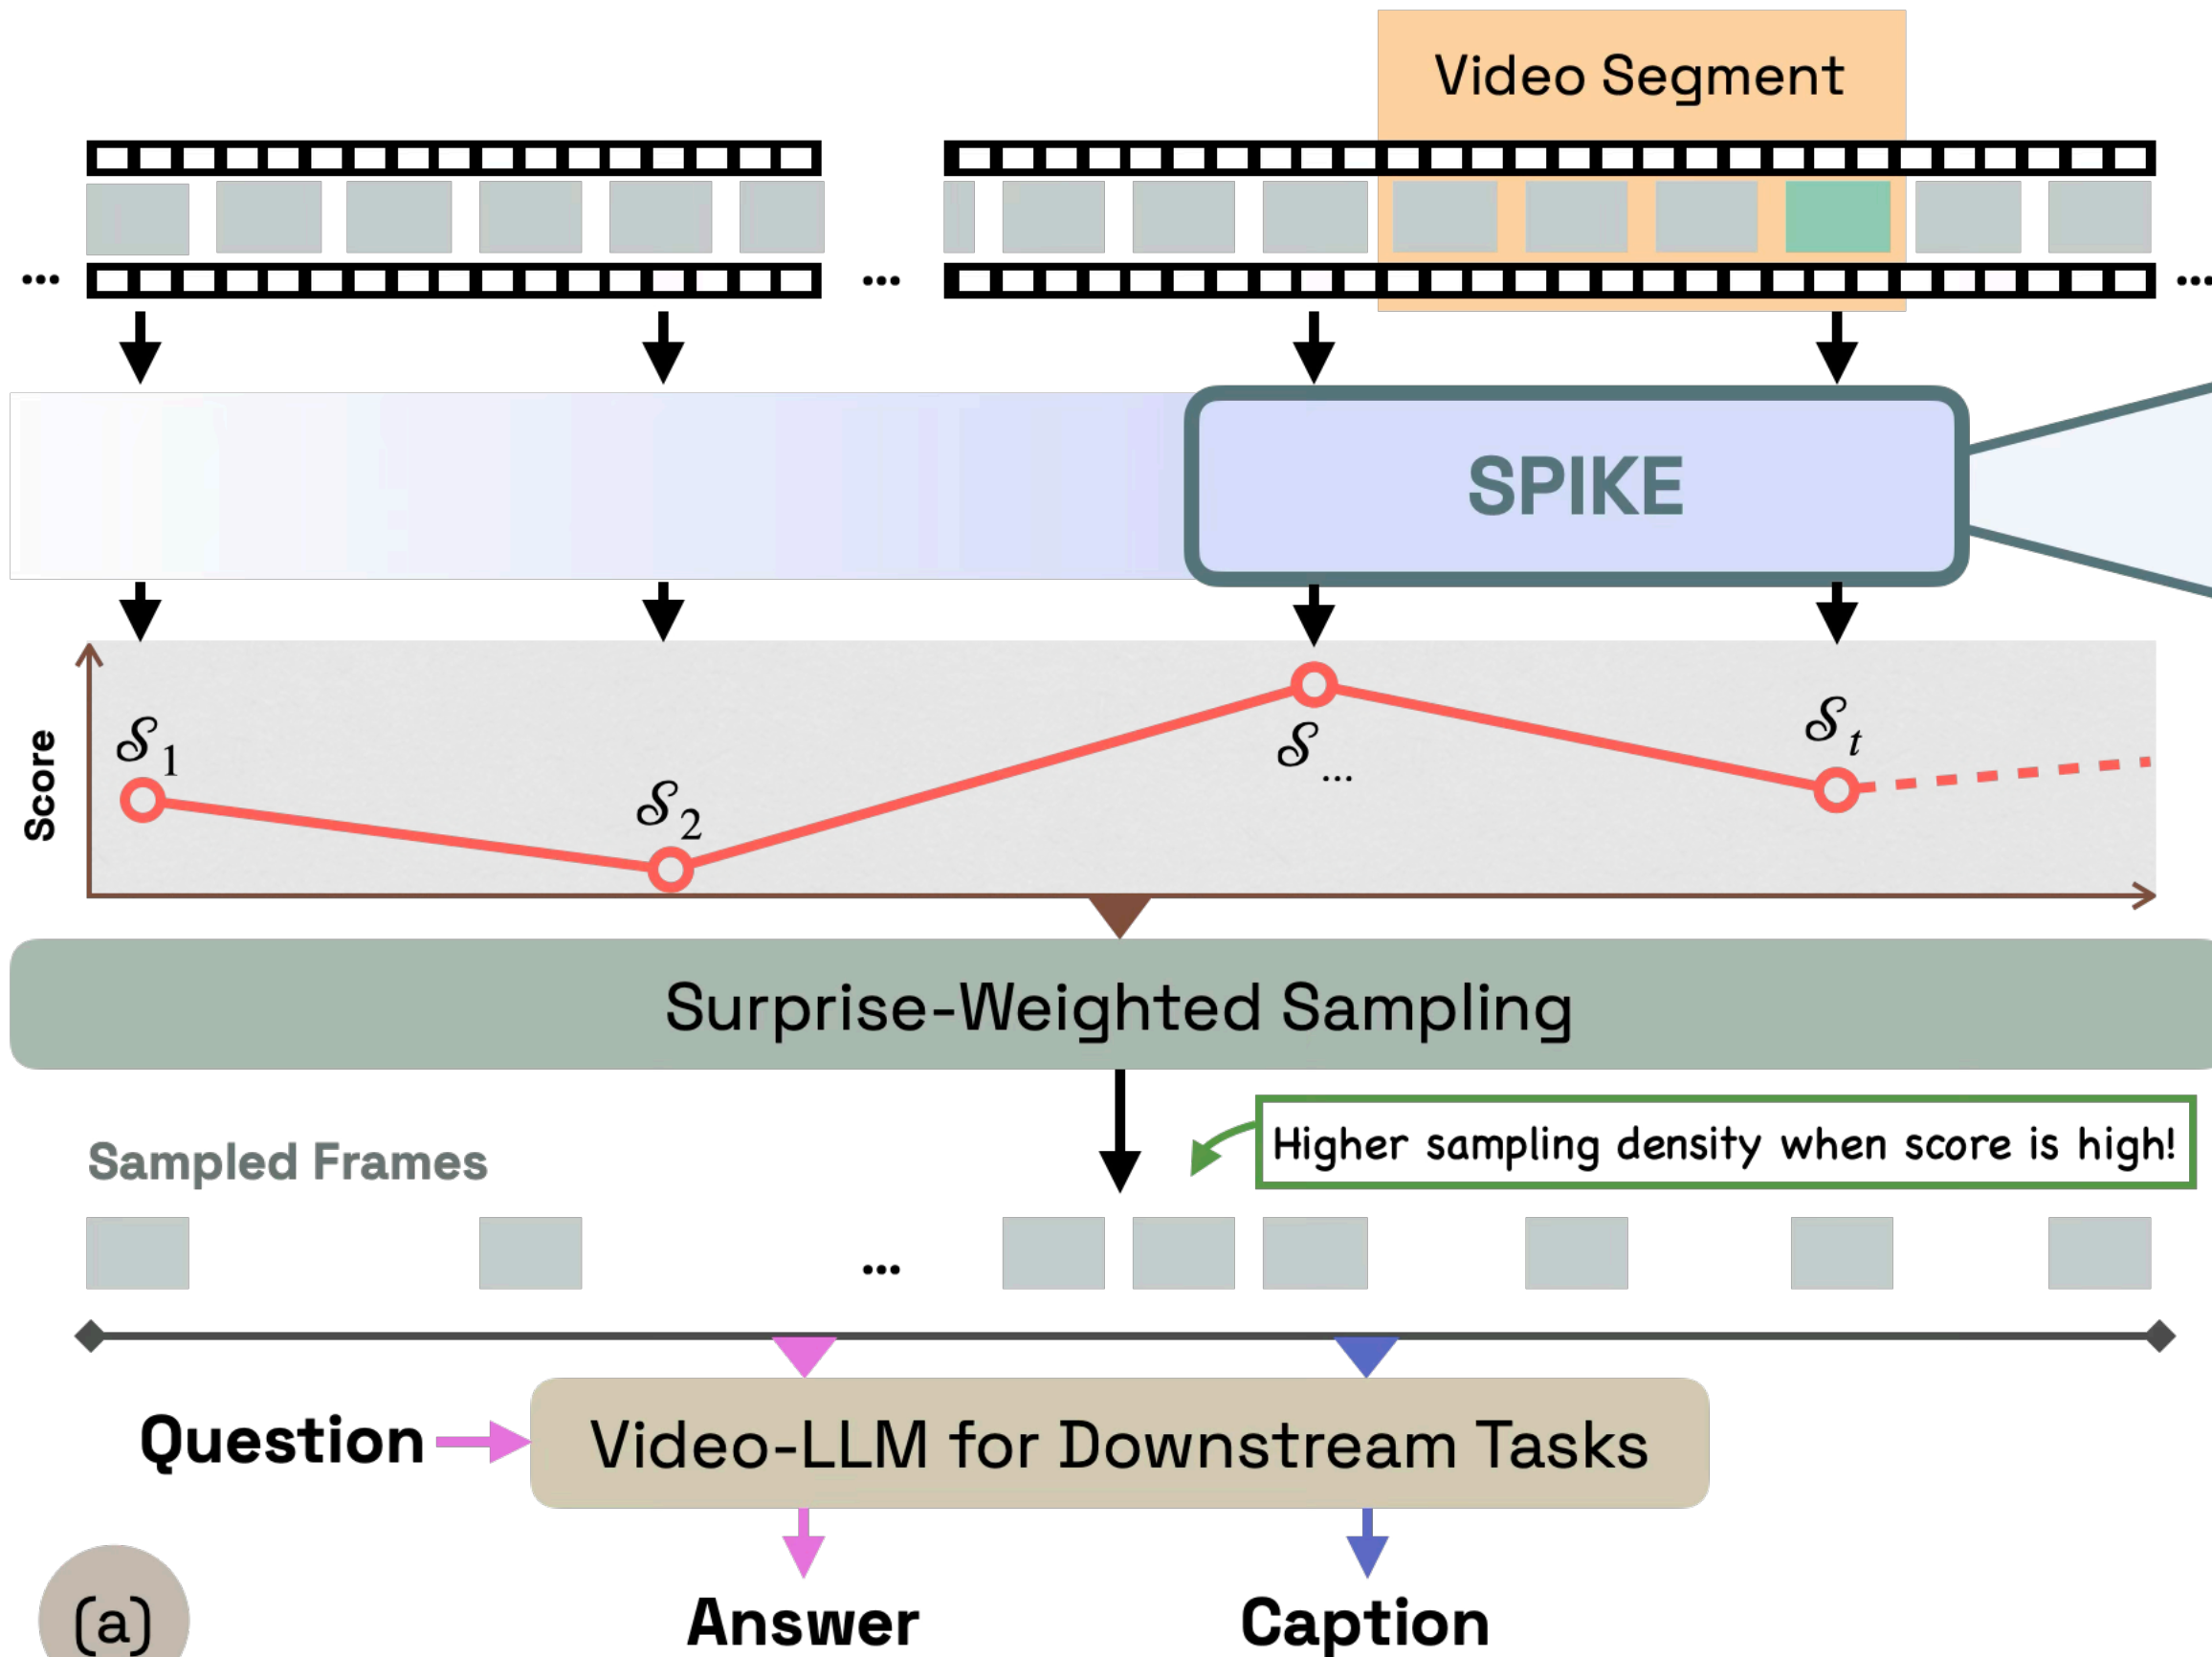 Video Segment
...
...
...
SPIKE
Score
𝒮1
𝒮2
𝒮...
𝒮t
Surprise-Weighted Sampling
Higher sampling density when score is high!
Sampled Frames
...
Question
Video-LLM for Downstream Tasks
(a)
Answer
Caption